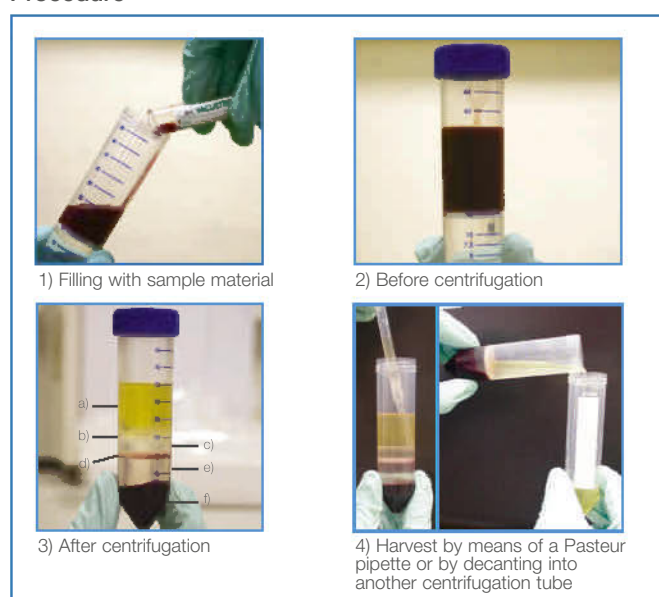 1) Filling with sample material
2) Before centrifugation
a)
b)
c)
d)
e)
f)
3) After centrifugation
4) Harvest by means of a Pasteur
pipette or by decanting into
another centrifugation tube